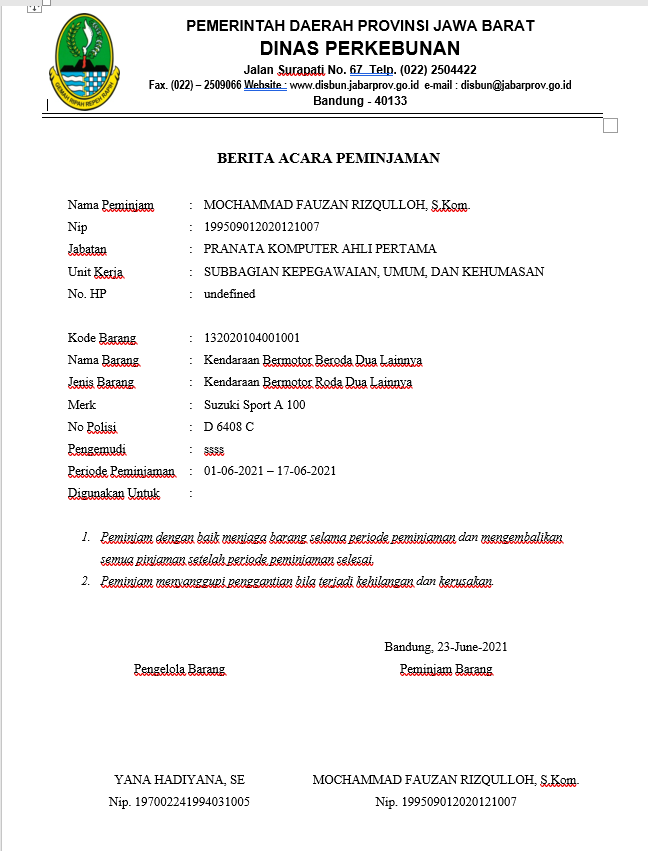 PEMERINTAH DAERAH PROVINSI JAWA BARAT
DINAS PERKEBUNAN
Jalan Surapati No. 67 Telp. (022) 2504422
Fax. (022) – 2509066 Website : www.disbun.jabarprov.go.id e-mail : disbun@jabarprov.go.id
Bandung - 40133
GEMAH RIPAH REPEH RAPIH
BERITA ACARA PEMINJAMAN
Nama Peminjam : MOCHAMMAD FAUZAN RIZQULLOH, S.Kom.
Nip : 199509012020121007
Jabatan : PRANATA KOMPUTER AHLI PERTAMA
Unit Kerja : SUBBAGIAN KEPEGAWAIAN, UMUM, DAN KEHUMASAN
No. HP : undefined
Kode Barang : 132020104001001
Nama Barang : Kendaraan Bermotor Beroda Dua Lainnya
Jenis Barang : Kendaraan Bermotor Roda Dua Lainnya
Merk : Suzuki Sport A 100
No Polisi : D 6408 C
Pengemudi : ssss
Periode Peminjaman : 01-06-2021 – 17-06-2021
Digunakan Untuk :
1. Peminjam dengan baik menjaga barang selama periode peminjaman dan mengembalikan
semua pinjaman setelah periode peminjaman selesai.
2. Peminjam menyanggupi penggantian bila terjadi kehilangan dan kerusakan.
Bandung, 23-June-2021
Pengelola Barang Peminjam Barang
YANA HADIYANA, SE MOCHAMMAD FAUZAN RIZQULLOH, S.Kom.
Nip. 197002241994031005 Nip. 199509012020121007